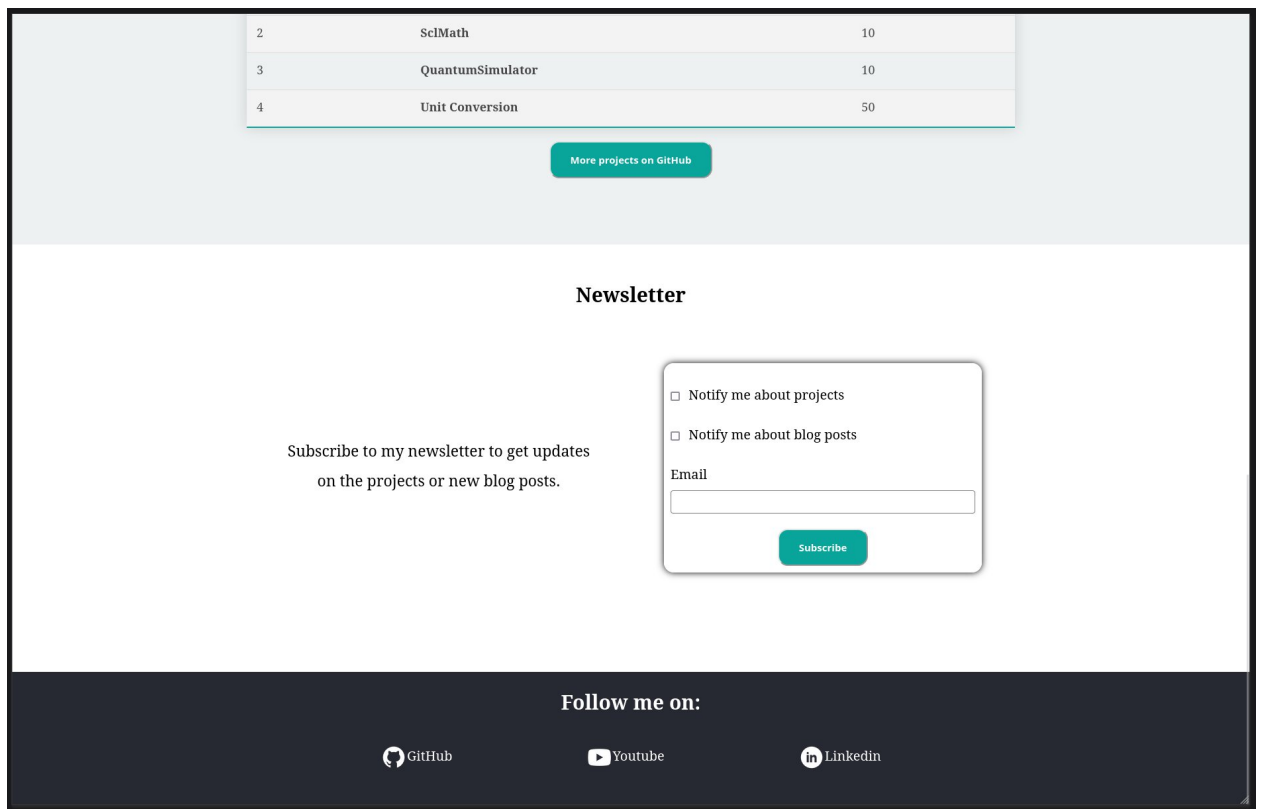 2 SclMath 10
3 QuantumSimulator 10
4 Unit Conversion 50
More projects on GitHub
Newsletter
Subscribe to my newsletter to get updates
on the projects or new blog posts.
Notify me about projects
Notify me about blog posts
Email
Subscribe
Follow me on:
GitHub Youtube Linkedin